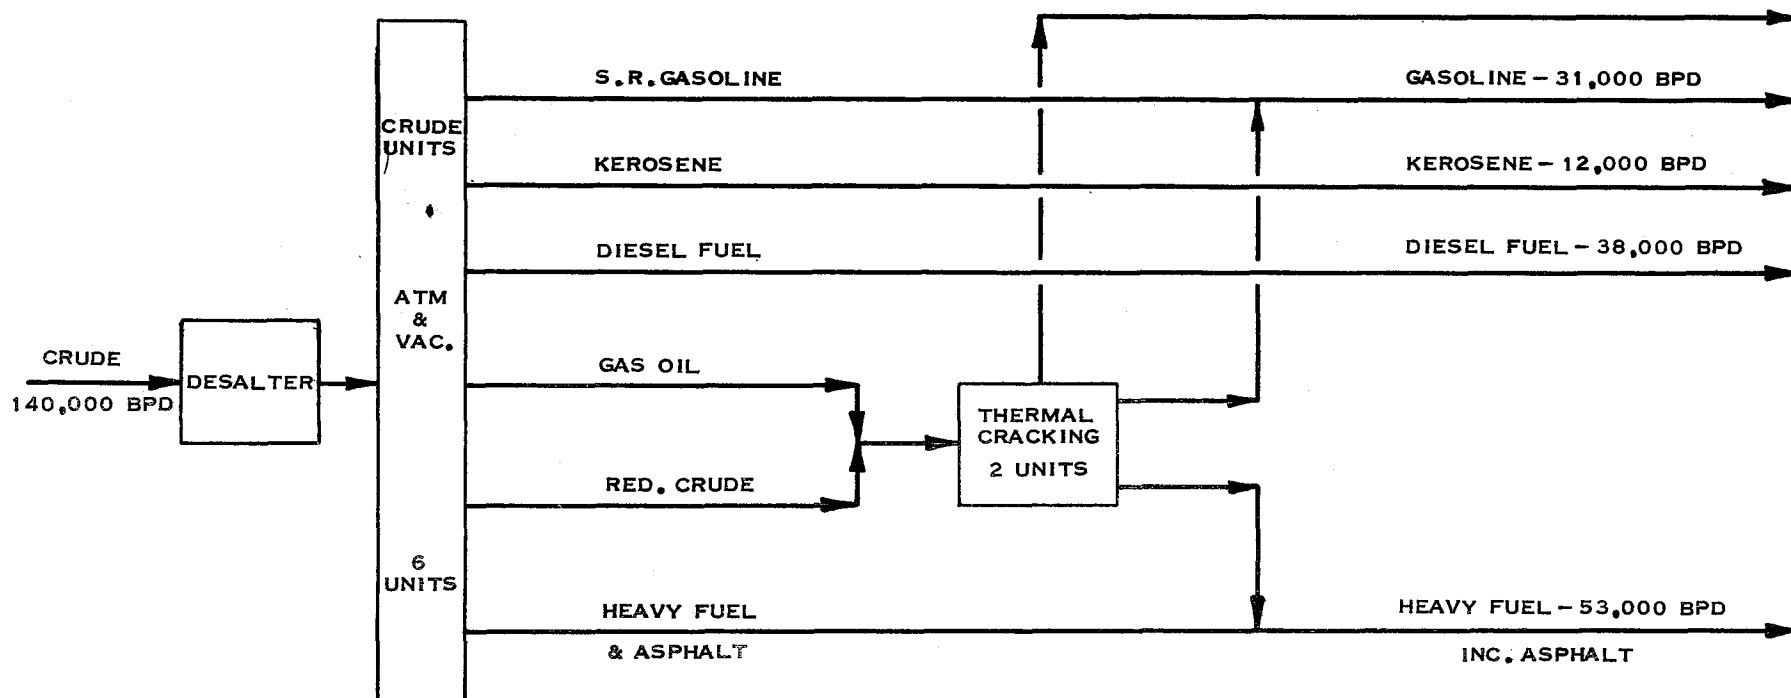 S.R. GASOLINE
GASOLINE – 31,000 BPD
CRUDE
UNITS
KEROSENE
KEROSENE – 12,000 BPD
DIESEL FUEL
DIESEL FUEL – 38,000 BPD
ATM
&
VAC.
CRUDE
140,000 BPD
DESALTER
GAS OIL
THERMAL
CRACKING
2 UNITS
RED. CRUDE
6
UNITS
HEAVY FUEL
& ASPHALT
HEAVY FUEL – 53,000 BPD
INC. ASPHALT